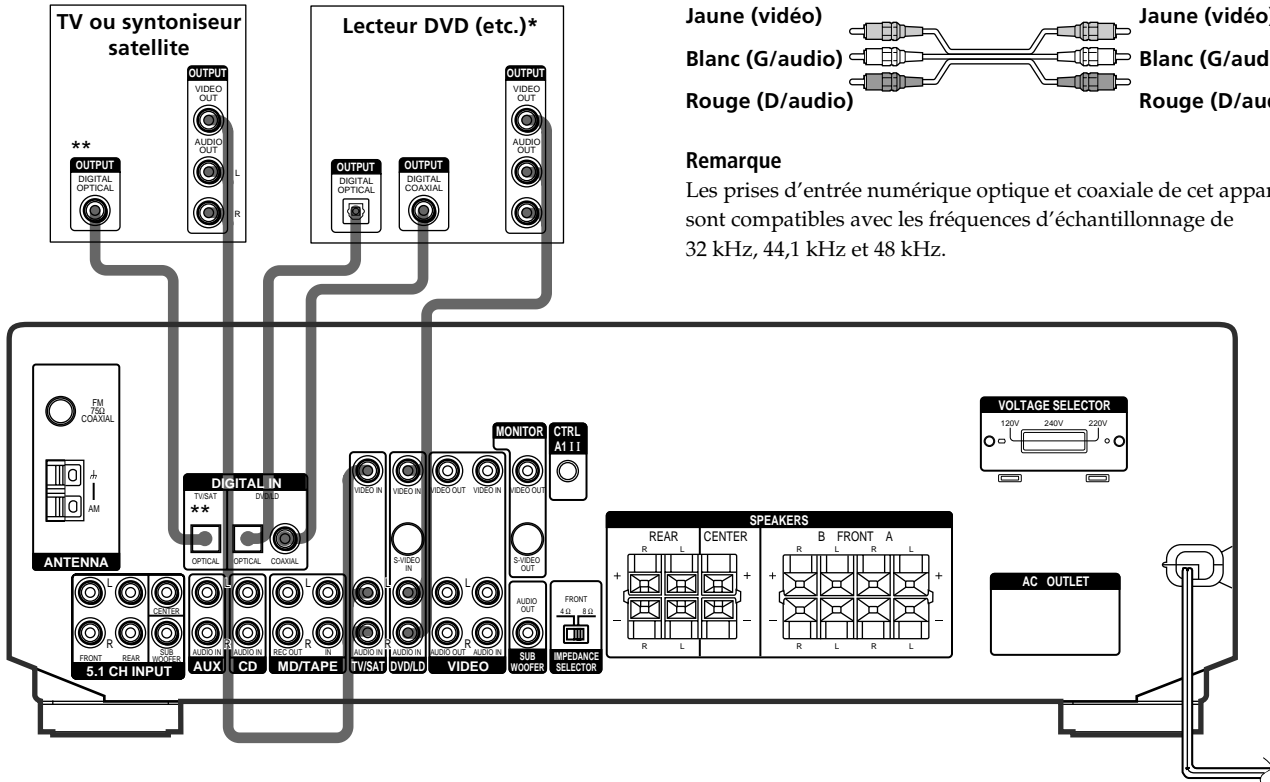 TV ou syntoniseur
satellite
OUTPUT
VIDEO
OUT
AUDIO
OUT
L
R
**
OUTPUT
DIGITAL
OPTICAL
Lecteur DVD (etc.)*
OUTPUT
VIDEO
OUT
AUDIO
OUT
OUTPUT
DIGITAL
OPTICAL
OUTPUT
DIGITAL
COAXIAL
Jaune (vidéo)
Jaune (vidéo)
Blanc (G/audio)
Blanc (G/aud
Rouge (D/audio)
Rouge (D/au
Remarque
Les prises d’entrée numérique optique et coaxiale de cet appar
sont compatibles avec les fréquences d’échantillonnage de
32 kHz, 44,1 kHz et 48 kHz.
FM
75Ω
COAXIAL
AM
ANTENNA
DIGITAL IN
TV/SAT
DVD/LD
**
OPTICAL
OPTICAL
COAXIAL
L
R
CENTER
FRONT
REAR
SUB
WOOFER
5.1 CH INPUT
L
R
AUDIO IN
AUX
AUDIO IN
CD
L
R
REC OUT
IN
MD/TAPE
VIDEO IN
L
R
AUDIO IN
TV/SAT
VIDEO IN
S-VIDEO
IN
AUDIO IN
DVD/LD
VIDEO OUT
VIDEO IN
L
R
AUDIO OUT
AUDIO IN
VIDEO
MONITOR
VIDEO OUT
S-VIDEO
OUT
AUDIO
OUT
SUB
WOOFER
CTRL
A1 II
FRONT
4 Ω
8 Ω
IMPEDANCE
SELECTOR
SPEAKERS
REAR
CENTER
B FRONT A
R L
R L R L
+ +
+ +
– –
– –
R L
R L R L
VOLTAGE SELECTOR
120V 240V 220V
AC OUTLET